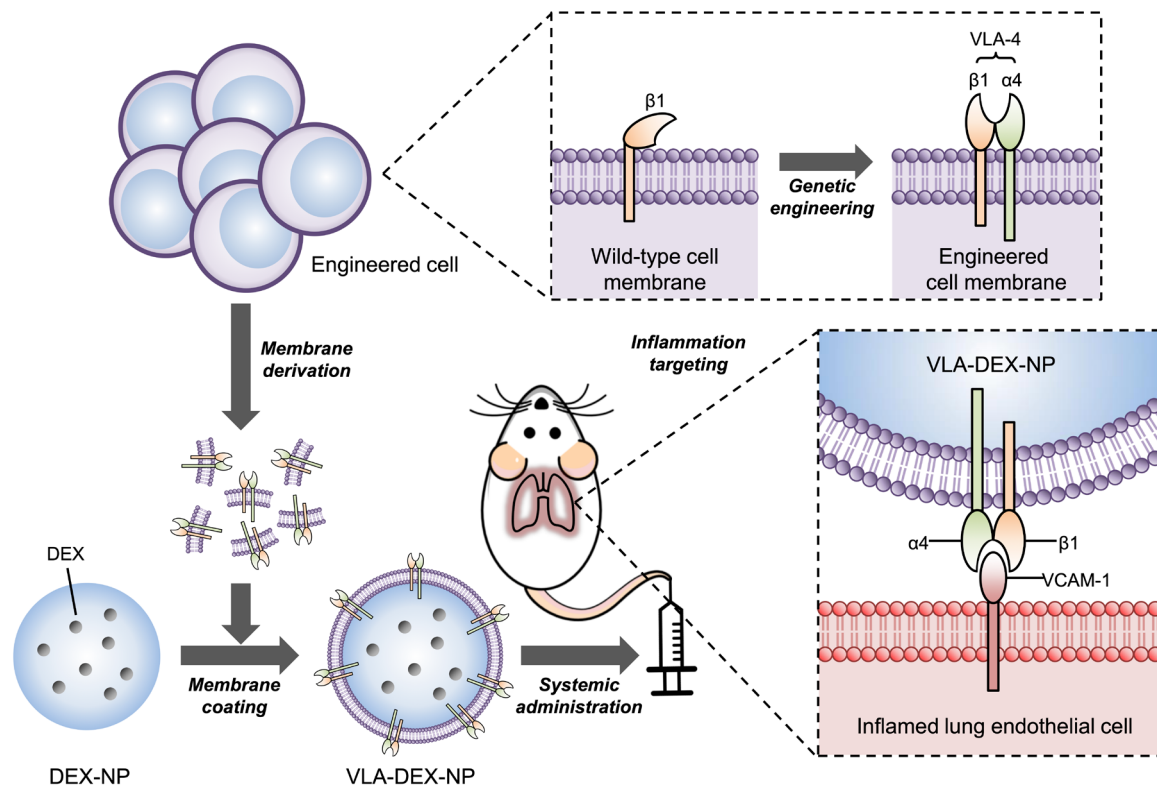 VLA-4
β1
α4
β1
Genetic
engineering
Wild-type cell
membrane
Engineered
cell membrane
Engineered cell
Membrane
derivation
Inflammation
targeting
VLA-DEX-NP
α4
β1
VCAM-1
Inflamed lung endothelial cell
DEX
Membrane
coating
Systemic
administration
DEX-NP
VLA-DEX-NP